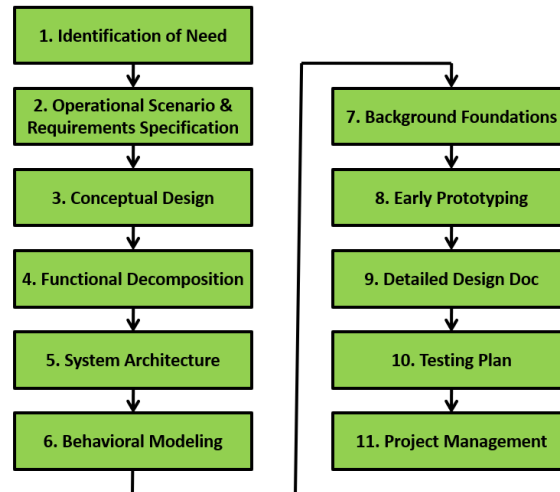 1. Identification of Need
2. Operational Scenario &
Requirements Specification
3. Conceptual Design
4. Functional Decomposition
5. System Architecture
6. Behavioral Modeling
7. Background Foundations
8. Early Prototyping
9. Detailed Design Doc
10. Testing Plan
11. Project Management